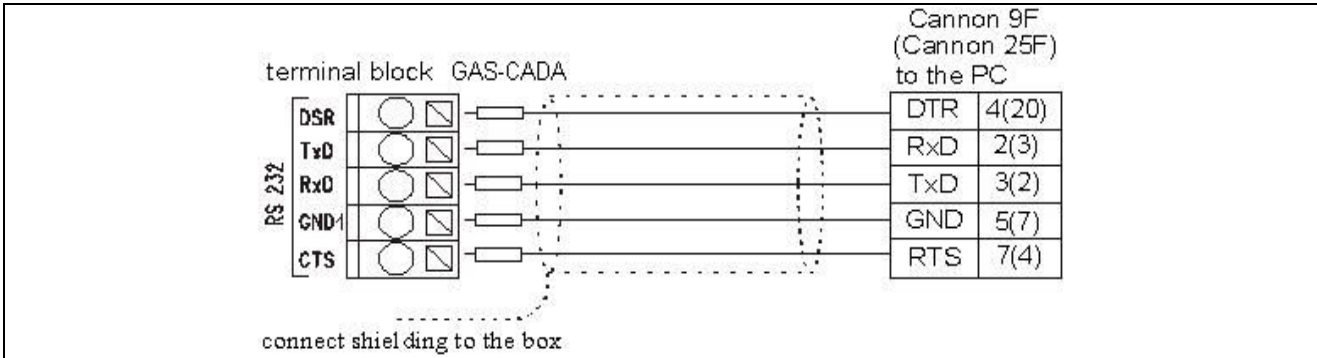 Cannon 9F
(Cannon 25F)
to the PC
terminal block GAS-CADA
RS 232
DSR
TxD
RxD
GND1
CTS
DTR 4(20)
RxD 2(3)
TxD 3(2)
GND 5(7)
RTS 7(4)
connect shielding to the box